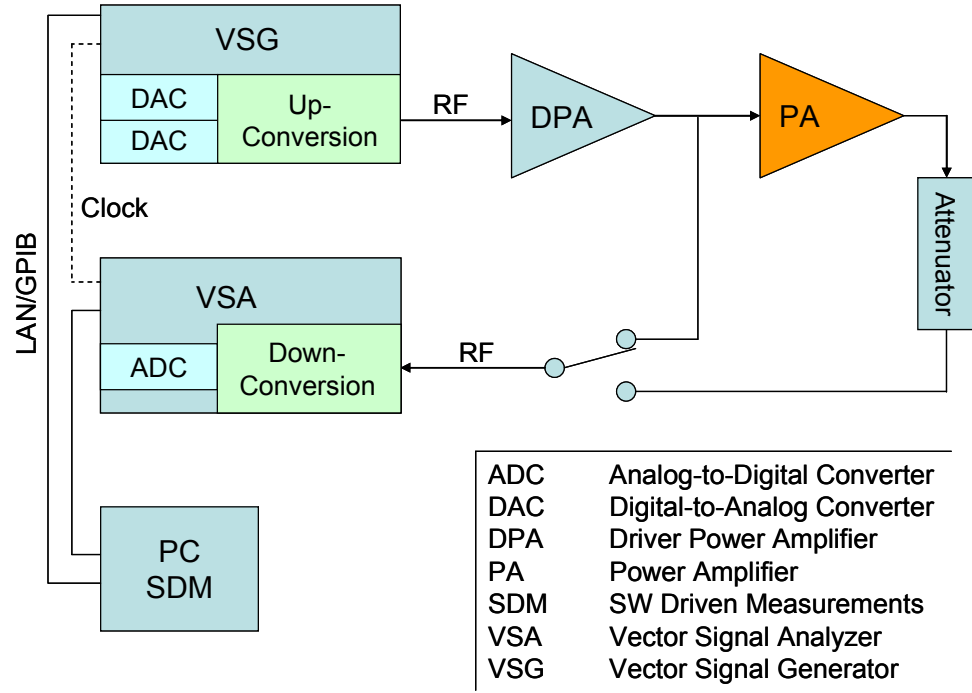 VSG
DAC
DAC
Up-
Conversion
RF
DPA
PA
Attenuator
Clock
LAN/GPIB
VSA
ADC
Down-
Conversion
RF
PC
SDM
ADC Analog-to-Digital Converter
DAC Digital-to-Analog Converter
DPA Driver Power Amplifier
PA Power Amplifier
SDM SW Driven Measurements
VSA Vector Signal Analyzer
VSG Vector Signal Generator